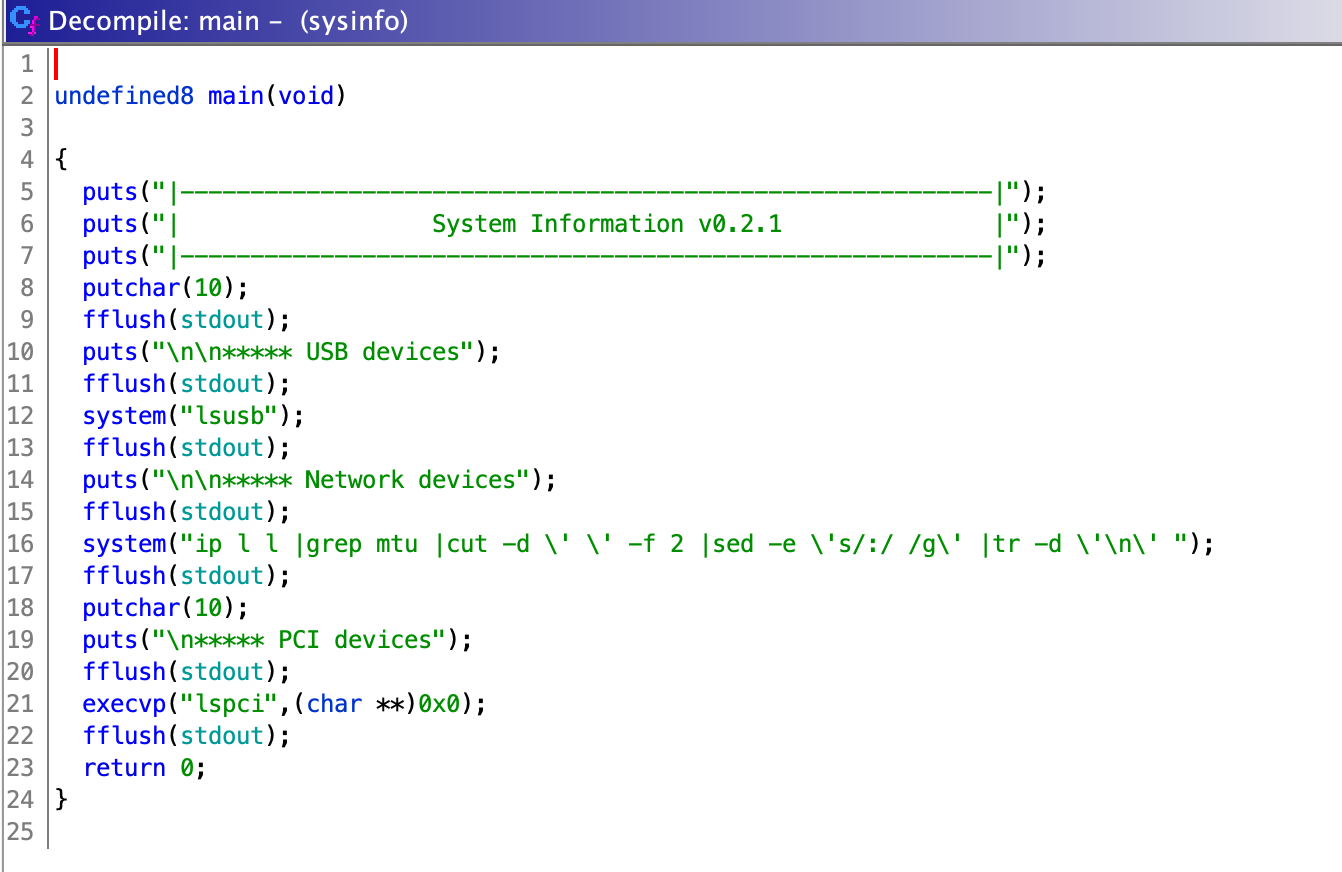 Decompile: main – (sysinfo)
1
2 undefined8 main(void)
3
4 {
5   puts("|----------------------------------------------------------|");
6   puts("|                  System Information v0.2.1               |");
7   puts("|----------------------------------------------------------|");
8   putchar(10);
9   fflush(stdout);
10   puts("\n\n***** USB devices");
11   fflush(stdout);
12   system("lsusb");
13   fflush(stdout);
14   puts("\n\n***** Network devices");
15   fflush(stdout);
16   system("ip l l |grep mtu |cut -d \' \' -f 2 |sed -e \'s/:/ /g\' |tr -d \'\n\' ");
17   fflush(stdout);
18   putchar(10);
19   puts("\n***** PCI devices");
20   fflush(stdout);
21   execvp("lspci",(char **)0x0);
22   fflush(stdout);
23   return 0;
24 }
25